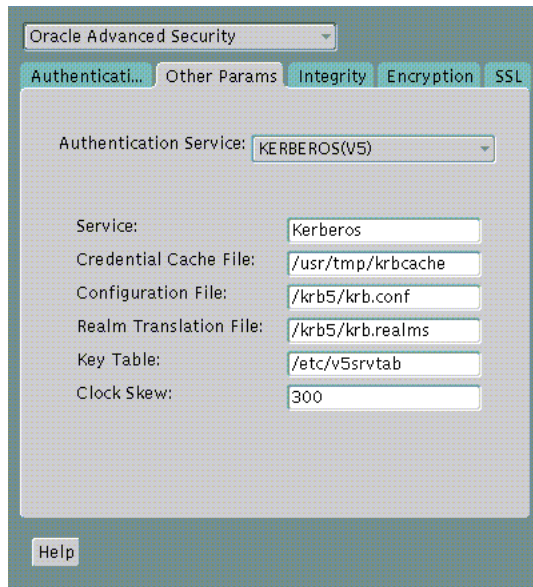 Oracle Advanced Security
Authenticati... Other Params Integrity Encryption SSL
Authentication Service: KERBEROS(V5)
Service: Kerberos
Credential Cache File: /usr/tmp/krbcache
Configuration File: /krb5/krb.conf
Realm Translation File: /krb5/krb.realms
Key Table: /etc/v5srvtab
Clock Skew: 300
Help